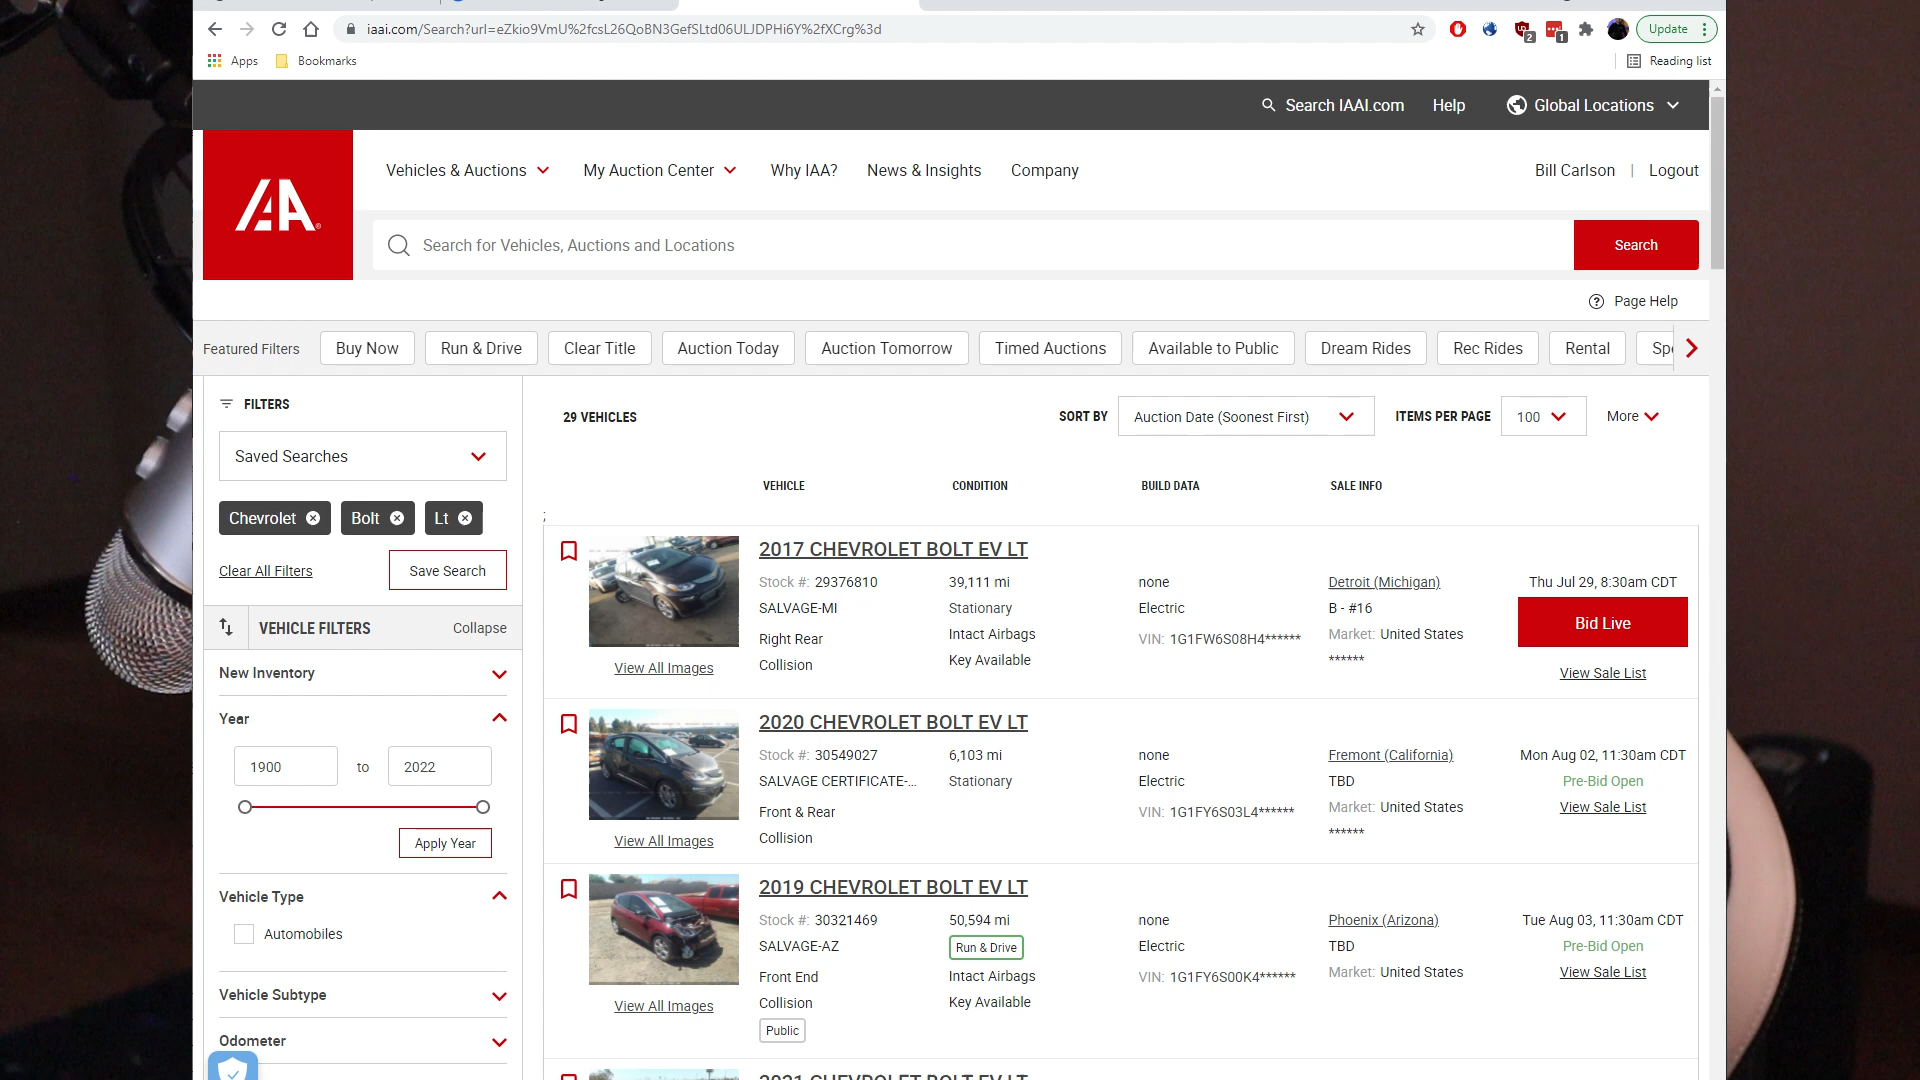 iaai.com/Search?url=eZkio9VmU%2fcsL26QoBN3GefSLtd06ULJDPHi6Y%2fXCrg%3d
2
1
Update
Apps
Bookmarks
Reading list
Search IAAI.com
Help
Global Locations
IAA
Vehicles & Auctions
My Auction Center
Why IAA?
News & Insights
Company
Bill Carlson | Logout
Search for Vehicles, Auctions and Locations
Search
Page Help
Featured Filters
Buy Now
Run & Drive
Clear Title
Auction Today
Auction Tomorrow
Timed Auctions
Available to Public
Dream Rides
Rec Rides
Rental
FILTERS
Saved Searches
Chevrolet
Bolt
Lt
Clear All Filters
Save Search
VEHICLE FILTERS
Collapse
New Inventory
Year
1900 to 2022
Apply Year
Vehicle Type
Automobiles
Vehicle Subtype
Odometer
29 VEHICLES
SORT BY
Auction Date (Soonest First)
ITEMS PER PAGE
100
More
VEHICLE
CONDITION
BUILD DATA
SALE INFO
;
2017 CHEVROLET BOLT EV LT
Stock #: 29376810
SALVAGE-MI
Right Rear
Collision
View All Images
39,111 mi
Stationary
Intact Airbags
Key Available
none
Electric
VIN: 1G1FW6S08H4******
Detroit (Michigan)
B - #16
Market: United States
******
Thu Jul 29, 8:30am CDT
Bid Live
View Sale List
2020 CHEVROLET BOLT EV LT
Stock #: 30549027
SALVAGE CERTIFICATE-...
Front & Rear
Collision
View All Images
6,103 mi
Stationary
none
Electric
VIN: 1G1FY6S03L4******
Fremont (California)
TBD
Market: United States
******
Mon Aug 02, 11:30am CDT
Pre-Bid Open
View Sale List
2019 CHEVROLET BOLT EV LT
Stock #: 30321469
SALVAGE-AZ
Front End
Collision
Public
View All Images
50,594 mi
Run & Drive
Intact Airbags
Key Available
none
Electric
VIN: 1G1FY6S00K4******
Phoenix (Arizona)
TBD
Market: United States
Tue Aug 03, 11:30am CDT
Pre-Bid Open
View Sale List
2021 CHEVROLET BOLT EV LT